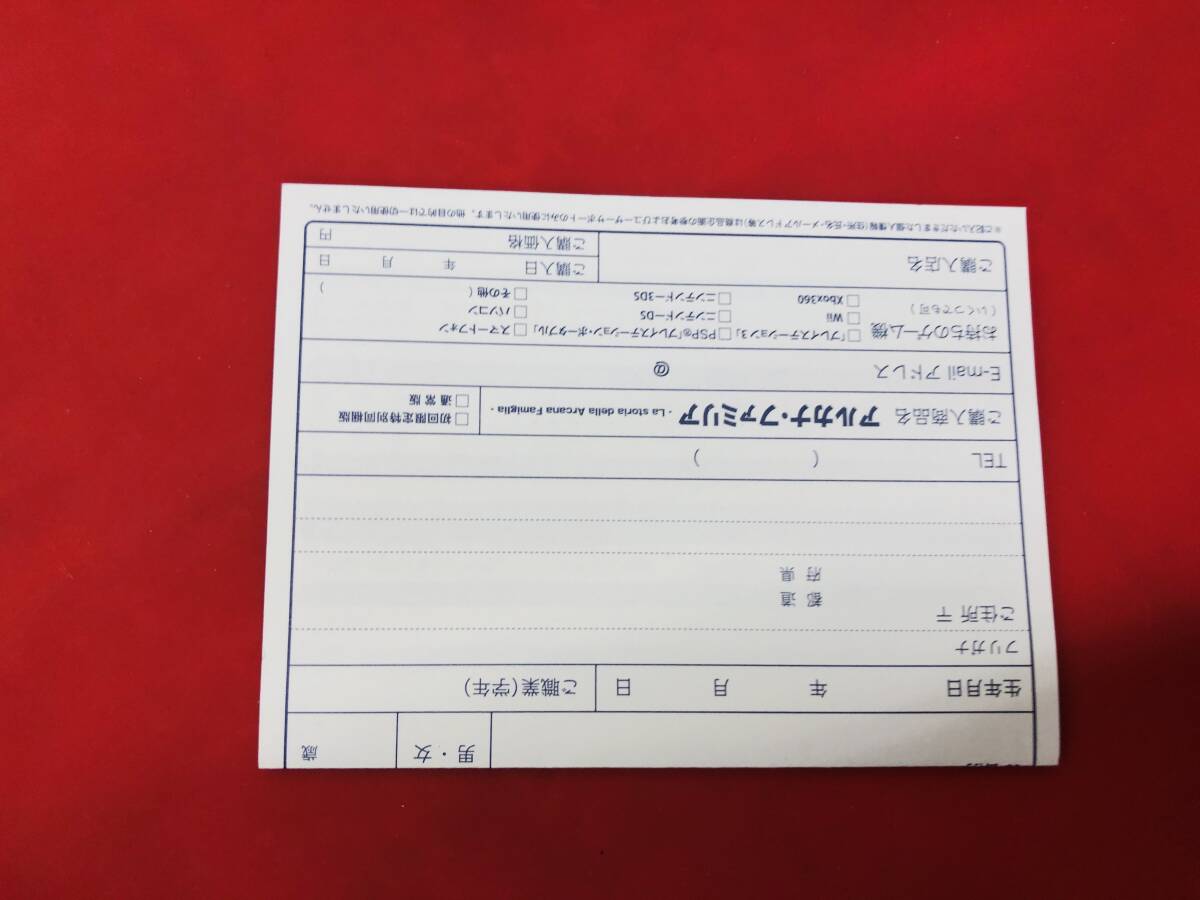 男・女 歳
生年月日 年 月 日 ご職業(学年)
フリガナ
ご住所 〒
都 道
府 県
TEL ( )
ご購入商品名 アルカナ・ファミリア - La storia della Arcana Famiglia - □初回限定特別同梱版
□通常版
E-mail アドレス @
お持ちのゲーム機 □「プレイステーション3」 □PSP®「プレイステーション・ポータブル」 □スマートフォン
(いくつでも可) □Wii □ニンテンドーDS □パソコン
□Xbox360 □ニンテンドー3DS □その他( )
ご購入店名 ご購入日 年 月 日
ご購入価格 円
※ご記入いただきました個人情報(住所・氏名・メールアドレス等)は商品企画の参考およびユーザーサポートのみに使用いたします。他の目的では一切使用いたしません。